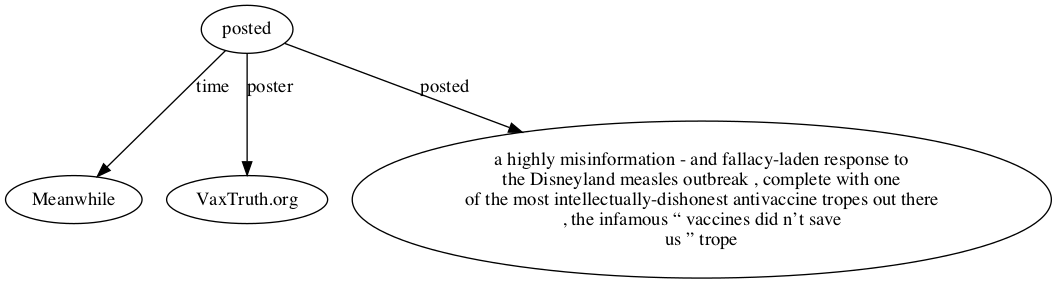 posted
time
poster
posted
Meanwhile
VaxTruth.org
a highly misinformation - and fallacy-laden response to
the Disneyland measles outbreak , complete with one
of the most intellectually-dishonest antivaccine tropes out there
, the infamous “ vaccines did n’t save
us ” trope